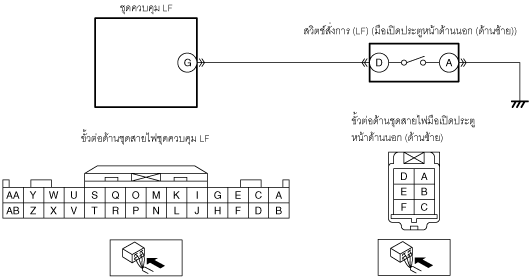 ชุดควบคุม LF
สวิตช์สั่งการ (LF) (มือเปิดประตูหน้าด้านนอก (ด้านซ้าย))
G
D
A
ขั้วต่อด้านชุดสายไฟชุดควบคุม LF
ขั้วต่อด้านชุดสายไฟมือเปิดประตู
หน้าด้านนอก (ด้านซ้าย)
AA Y W U S Q O M K I G E C A
AB Z X V T R P N L J H F D B
D A
E B
F C